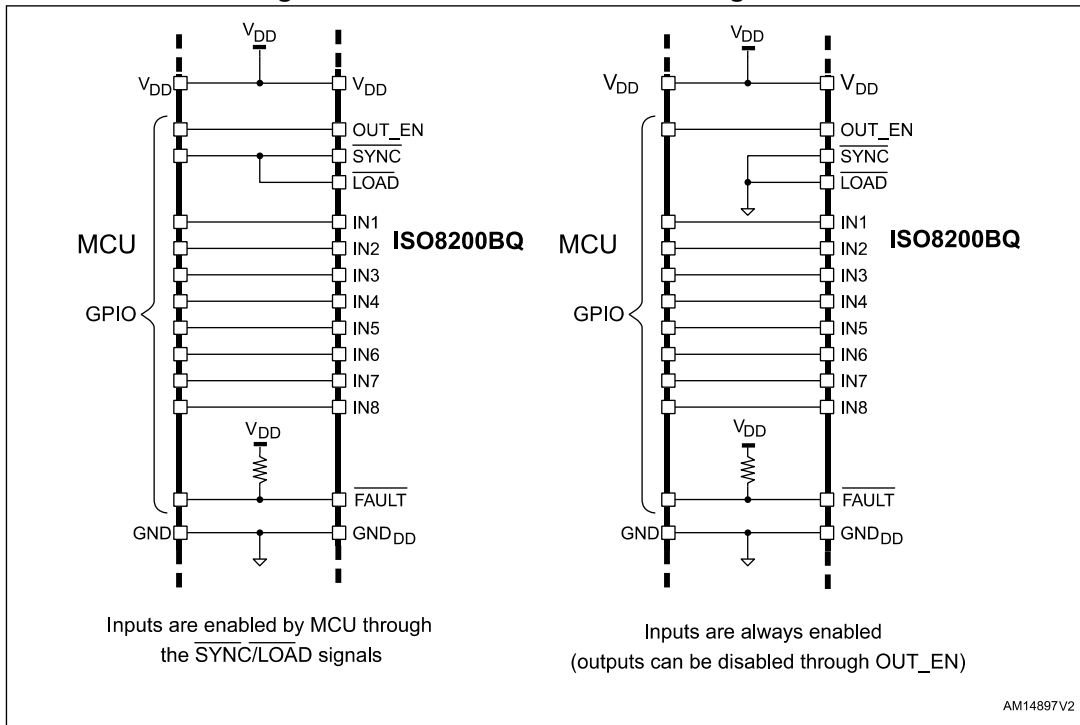 V_DD
V_DD V_DD
OUT_EN
SYNC
LOAD
IN1
MCU
IN2 ISO8200BQ
IN3
IN4
GPIO
IN5
IN6
IN7
IN8
V_DD
FAULT
GND GND_DD
Inputs are enabled by MCU through
the SYNC/LOAD signals
V_DD
V_DD V_DD
OUT_EN
SYNC
LOAD
IN1
MCU
IN2 ISO8200BQ
IN3
IN4
GPIO
IN5
IN6
IN7
IN8
V_DD
FAULT
GND GND_DD
Inputs are always enabled
(outputs can be disabled through OUT_EN)
AM14897V2